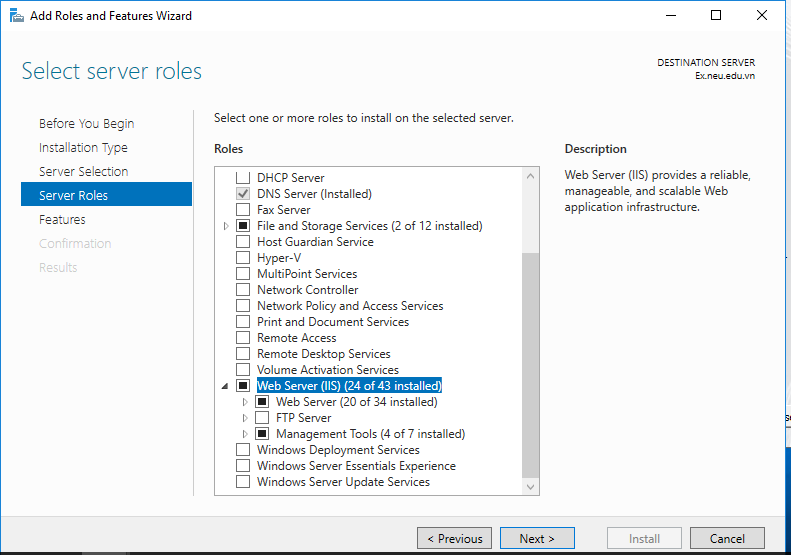 Add Roles and Features Wizard
Select server roles
DESTINATION SERVER
Ex.neu.edu.vn
Before You Begin
Installation Type
Server Selection
Server Roles
Features
Confirmation
Results
Select one or more roles to install on the selected server.
Roles
DHCP Server
DNS Server (Installed)
Fax Server
File and Storage Services (2 of 12 installed)
Host Guardian Service
Hyper-V
MultiPoint Services
Network Controller
Network Policy and Access Services
Print and Document Services
Remote Access
Remote Desktop Services
Volume Activation Services
Web Server (IIS) (24 of 43 installed)
Web Server (20 of 34 installed)
FTP Server
Management Tools (4 of 7 installed)
Windows Deployment Services
Windows Server Essentials Experience
Windows Server Update Services
Description
Web Server (IIS) provides a reliable,
manageable, and scalable Web
application infrastructure.
< Previous
Next >
Install
Cancel